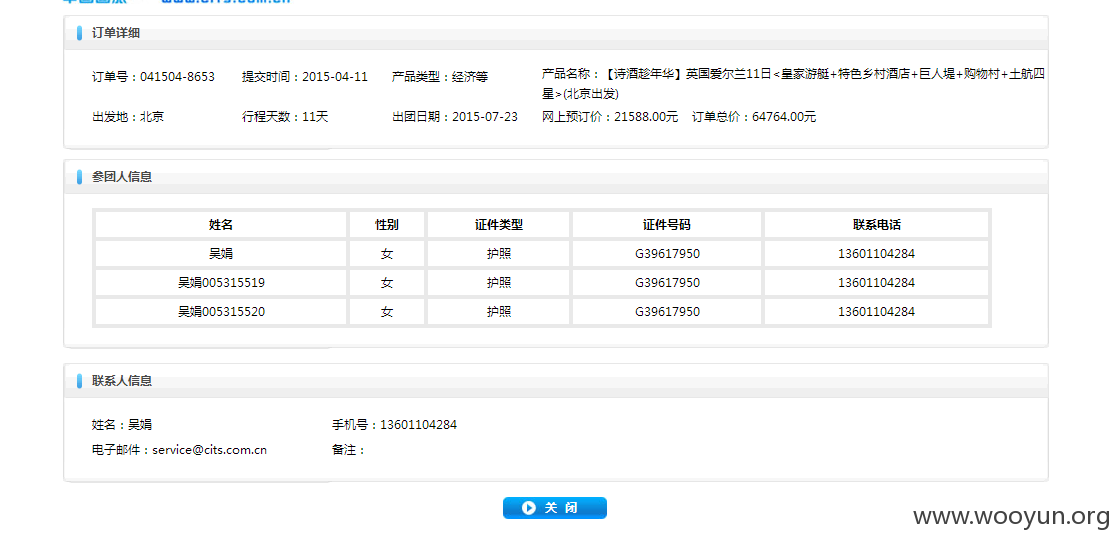 www.cits.com.cn
订单详细
订单号：041504-8653 提交时间：2015-04-11 产品类型：经济等 产品名称：【诗酒趁年华】英国爱尔兰11日<皇家游艇+特色乡村酒店+巨人堤+购物村+土航四
星>(北京出发)
出发地：北京 行程天数：11天 出团日期：2015-07-23 网上预订价：21588.00元 订单总价：64764.00元
参团人信息
姓名 性别 证件类型 证件号码 联系电话
吴娟 女 护照 G39617950 13601104284
吴娟005315519 女 护照 G39617950 13601104284
吴娟005315520 女 护照 G39617950 13601104284
联系人信息
姓名：吴娟 手机号：13601104284
电子邮件：service@cits.com.cn 备注：
关 闭
www.wooyun.org